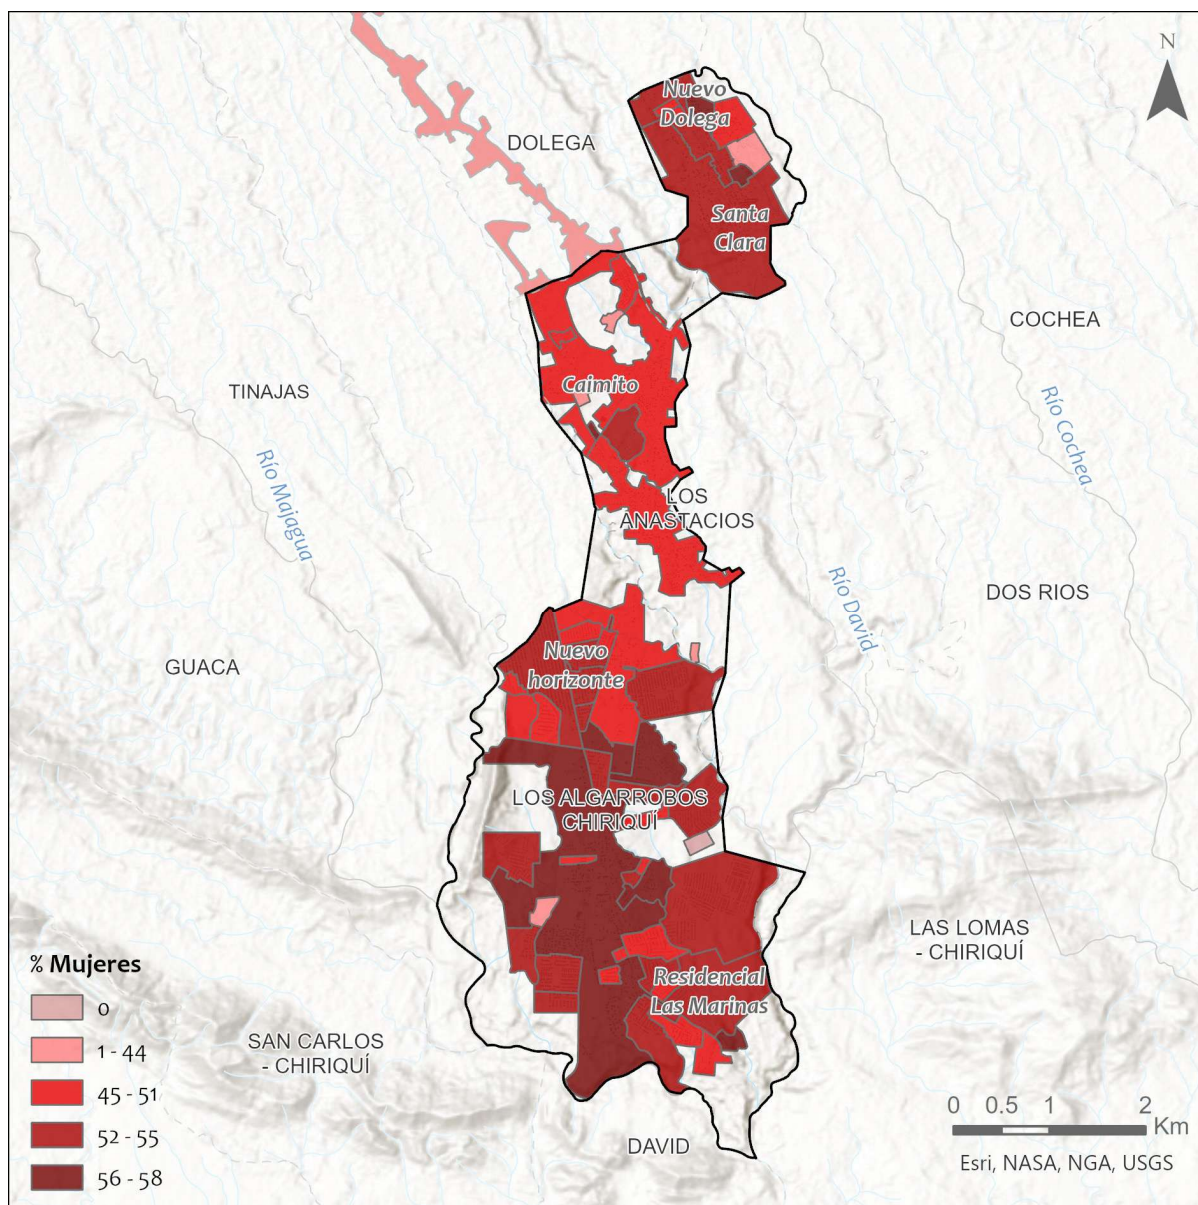 N
Nuevo
Dolega
DOLEGA
Santa
Clara
COCHEA
TINAJAS
Caimito
Río Cochea
Río Majagua
LOS
ANASTACIOS
Río David
DOS RIOS
GUACA
Nuevo
horizonte
LOS ALGARROBOS
CHIRIQUÍ
LAS LOMAS
- CHIRIQUÍ
Residencial
Las Marinas
SAN CARLOS
- CHIRIQUÍ
DAVID
% Mujeres
0
1 - 44
45 - 51
52 - 55
56 - 58
0 0.5 1 2
Km
Esri, NASA, NGA, USGS